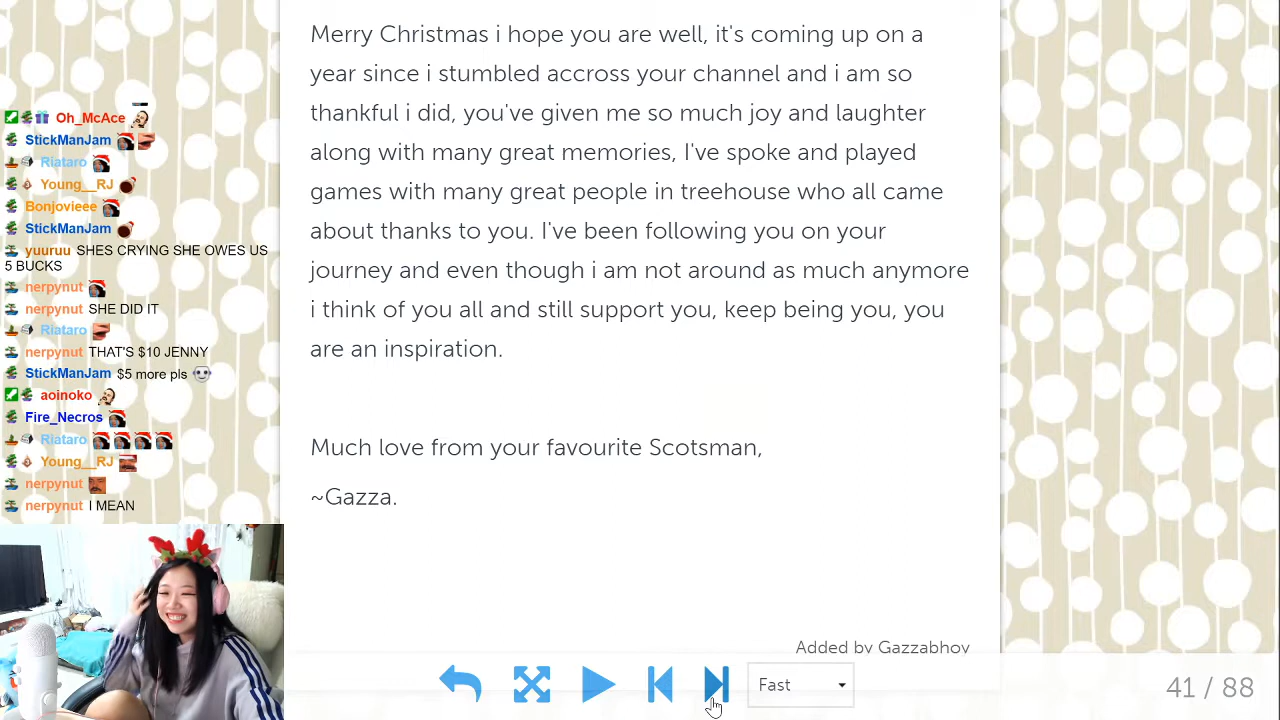 Merry Christmas i hope you are well, it's coming up on a
year since i stumbled accross your channel and i am so
thankful i did, you've given me so much joy and laughter
along with many great memories, I've spoke and played
games with many great people in treehouse who all came
about thanks to you. I've been following you on your
journey and even though i am not around as much anymore
i think of you all and still support you, keep being you, you
are an inspiration.
Much love from your favourite Scotsman,
~Gazza.
Added by Gazzabhoy
Fast
41 / 88
Oh_McAce
StickManJam
Riataro
Young__RJ
Bonjovieee
StickManJam
yuuruu SHES CRYING SHE OWES US
5 BUCKS
nerpynut
nerpynut SHE DID IT
Riataro
nerpynut THAT'S $10 JENNY
StickManJam $5 more pls
aoinoko
Fire_Necros
Riataro
Young__RJ
nerpynut
nerpynut I MEAN